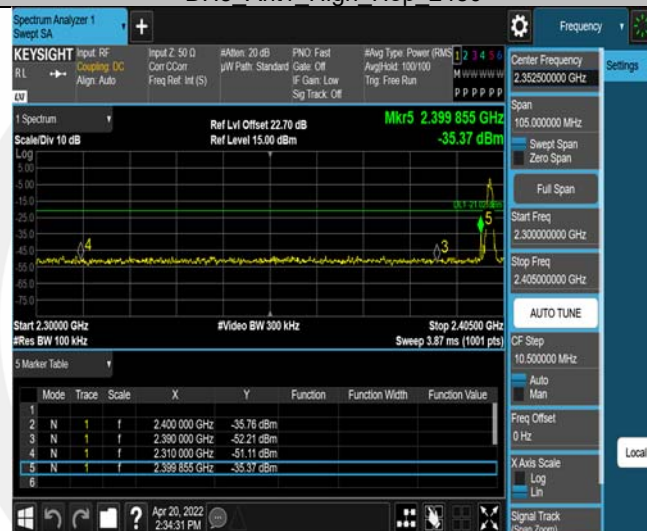 Spectrum Analyzer 1
Swept SA
+
Frequency
KEYSIGHT
RL
Input: RF
Coupling: DC
Align: Auto
Input Z: 50 Ω
Corr CCorr
Freq Ref: Int (S)
#Atten: 20 dB
µW Path: Standard
PNO: Fast
Gate: Off
IF Gain: Low
Sig Track: Off
#Avg Type: Power (RMS)
Avg|Hold: 100/100
Trig: Free Run
1 2 3 4 5 6
M W W W W W
P P P P P P
1 Spectrum
Scale/Div 10 dB
Ref Lvl Offset 22.70 dB
Ref Level 15.00 dBm
Mkr5 2.399 855 GHz
-35.37 dBm
Log
5.00
-5.00
-15.0
-25.0
-35.0
-45.0
-55.0
-65.0
-75.0
4
3
5
Start 2.30000 GHz
#Res BW 100 kHz
#Video BW 300 kHz
Stop 2.40500 GHz
Sweep 3.87 ms (1001 pts)
5 Marker Table
Mode Trace Scale X Y Function Function Width Function Value
1
2 N 1 f 2.400 000 GHz -35.76 dBm
3 N 1 f 2.390 000 GHz -52.21 dBm
4 N 1 f 2.310 000 GHz -51.11 dBm
5 N 1 f 2.399 855 GHz -35.37 dBm
6
Apr 20, 2022
2:34:31 PM
Center Frequency
2.352500000 GHz
Span
105.000000 MHz
Swept Span
Zero Span
Full Span
Start Freq
2.300000000 GHz
Stop Freq
2.405000000 GHz
AUTO TUNE
CF Step
10.500000 MHz
Auto
Man
Freq Offset
0 Hz
X Axis Scale
Log
Lin
Signal Track
(Span Zoom)
Settings
Local